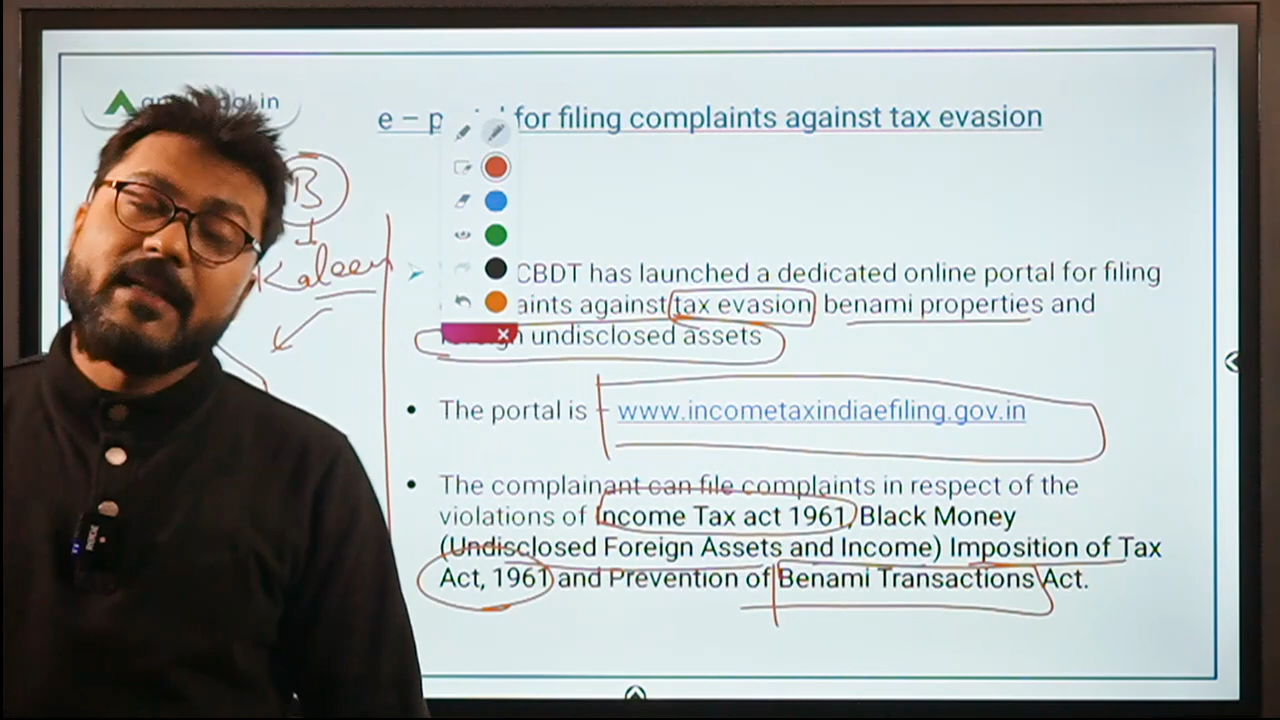 for filing complaints against tax evasion
B
Kaleen
CBDT has launched a dedicated online portal for filing
aints against tax evasion benami properties and
undisclosed assets
The portal is - www.incometaxindiaefiling.gov.in
The complainant can file complaints in respect of the
violations of Income Tax act 1961, Black Money
(Undisclosed Foreign Assets and Income) Imposition of Tax
Act, 1961 and Prevention of Benami Transactions Act.